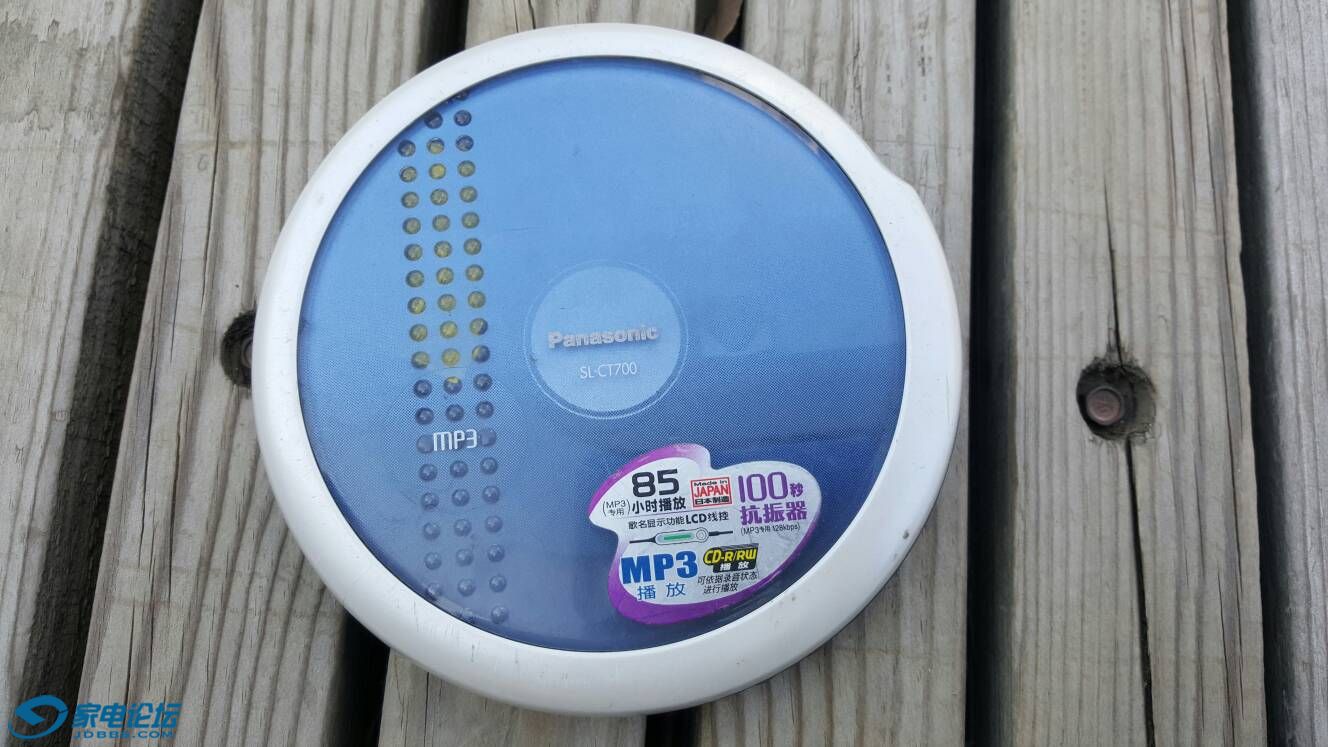 Panasonic
SL-CT700
MP3
85
(MP3专用)小时播放
Made in
JAPAN
日本制造
100秒
抗振器
(MP3专用 128kbps)
歌名显示功能LCD线控
MP3
播放
CD-R/RW
播放
可依据录音状态
进行播放
家电论坛
JDBBS.COM